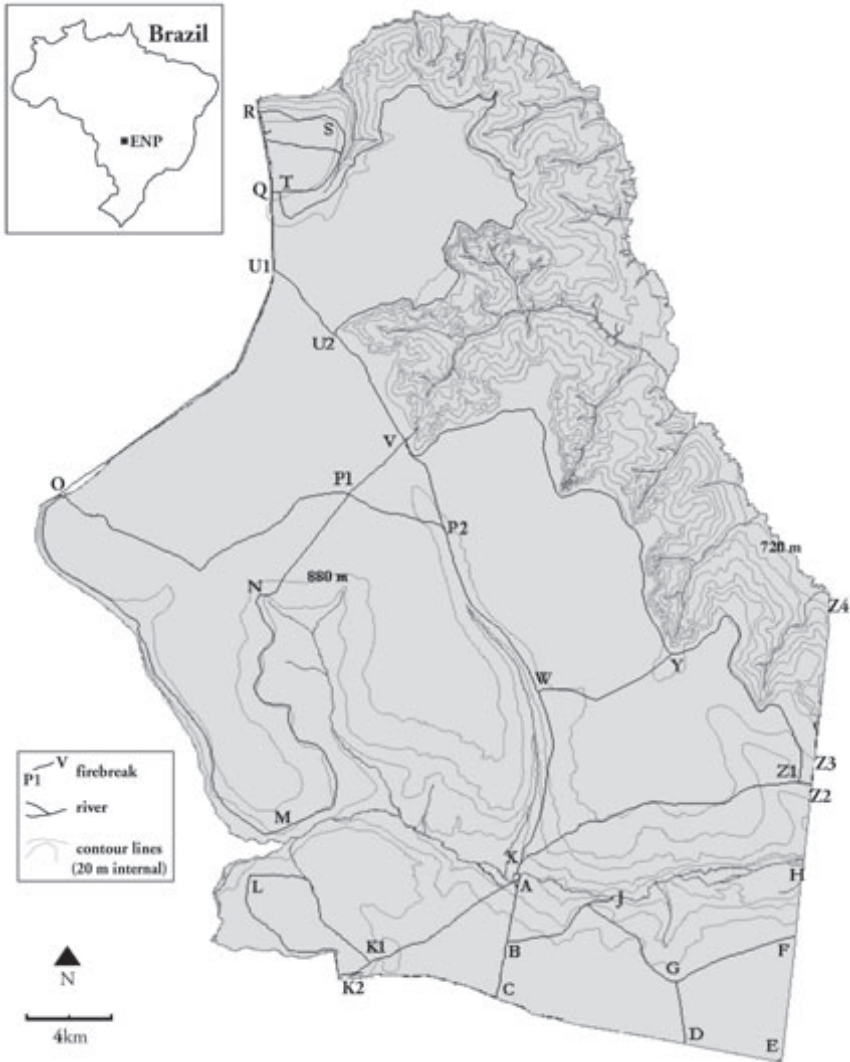 Brazil
ENP
R
S
Q
T
U1
U2
V
O
P1
P2
N
880 m
720 m
Z4
Y
W
V
P1
firebreak
river
contour lines
(20 m internal)
M
Z1
Z3
Z2
X
A
H
L
J
K1
B
F
K2
G
C
D
E
N
4km